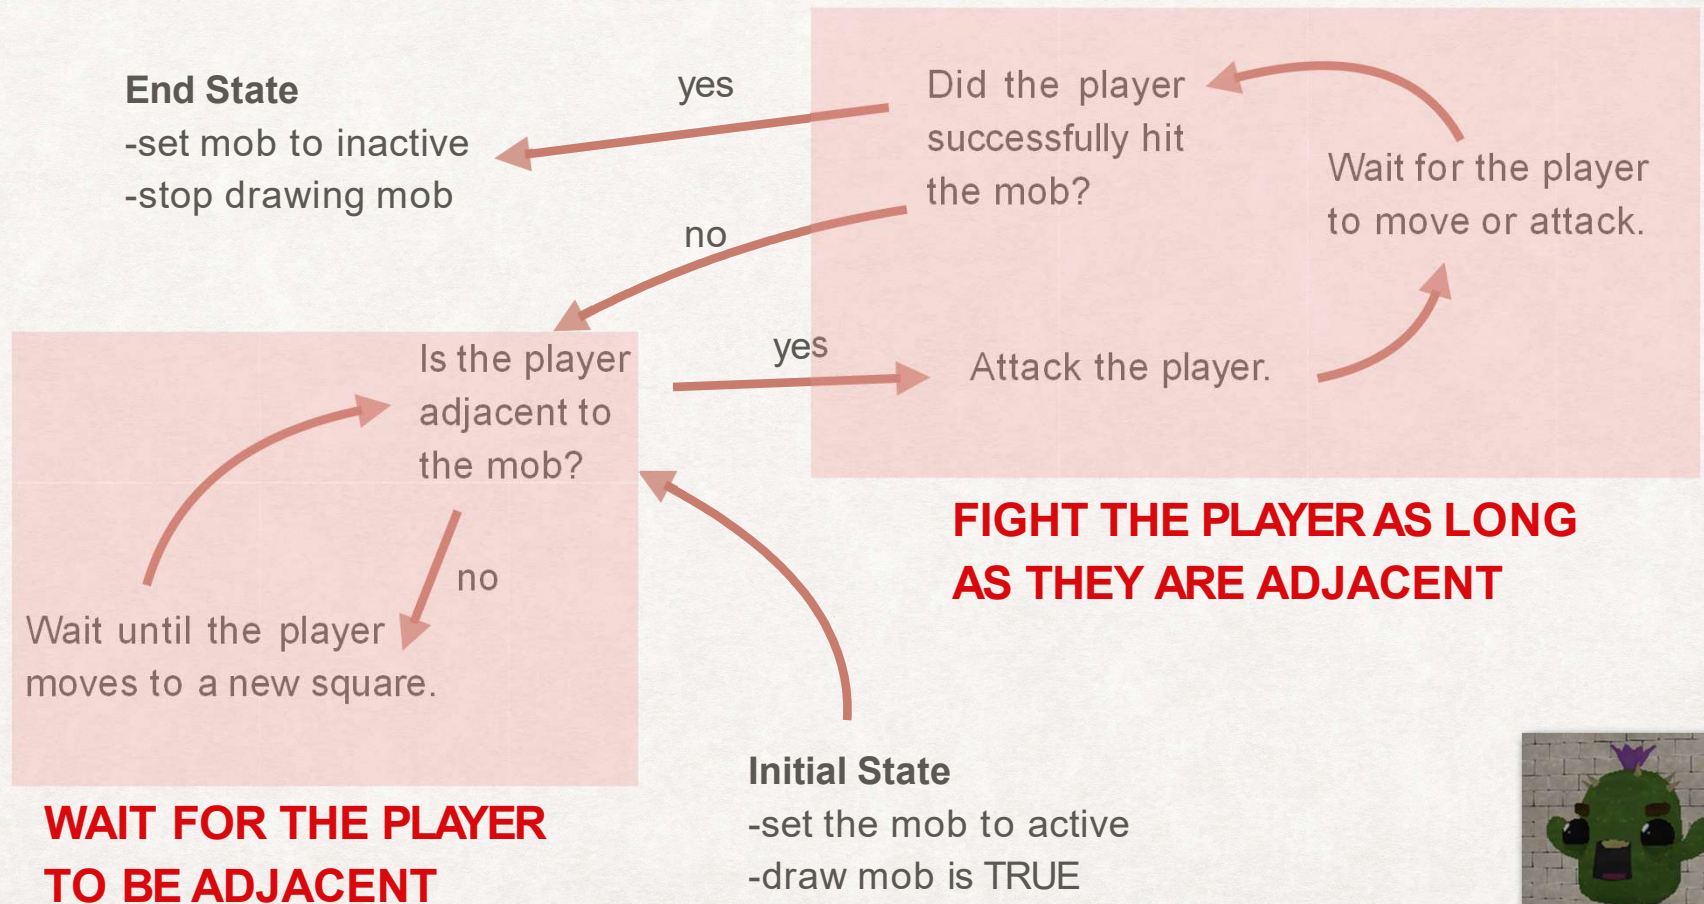 End State
-set mob to inactive
-stop drawing mob
yes
Did the player
successfully hit
the mob?
Wait for the player
to move or attack.
no
Is the player
adjacent to
the mob?
yes
Attack the player.
no
Wait until the player
moves to a new square.
FIGHT THE PLAYER AS LONG
AS THEY ARE ADJACENT
WAIT FOR THE PLAYER
TO BE ADJACENT
Initial State
-set the mob to active
-draw mob is TRUE